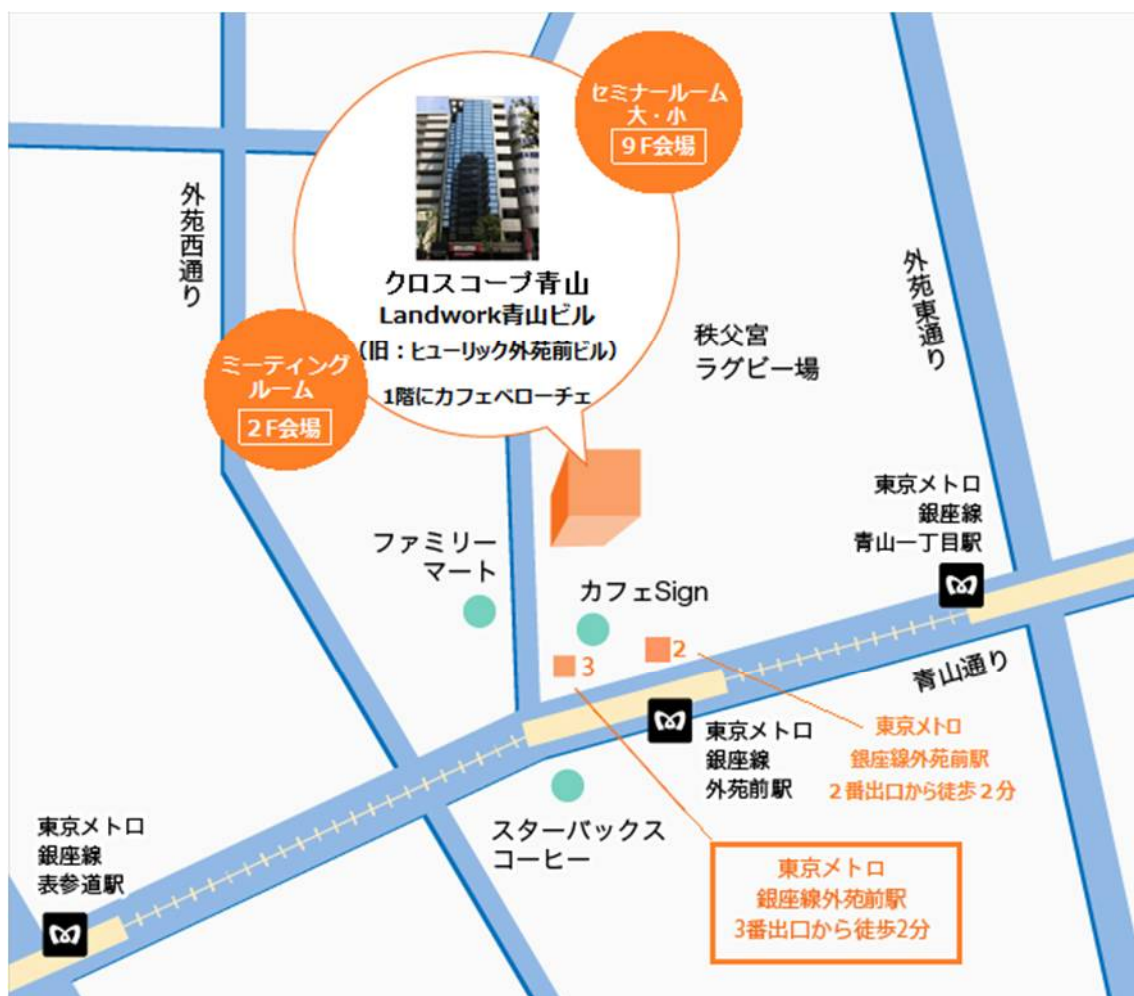 セミナールーム
大・小
9F会場
クロスコープ青山
Landwork青山ビル
(旧：ヒューリック外苑前ビル)
1階にカフェベローチェ
ミーティング
ルーム
2F会場
外苑西通り
外苑東通り
秩父宮
ラグビー場
東京メトロ
銀座線
青山一丁目駅
ファミリー
マート
カフェSign
3
2
青山通り
東京メトロ
銀座線
外苑前駅
東京メトロ
銀座線外苑前駅
２番出口から徒歩２分
スターバックス
コーヒー
東京メトロ
銀座線外苑前駅
3番出口から徒歩2分
東京メトロ
銀座線
表参道駅